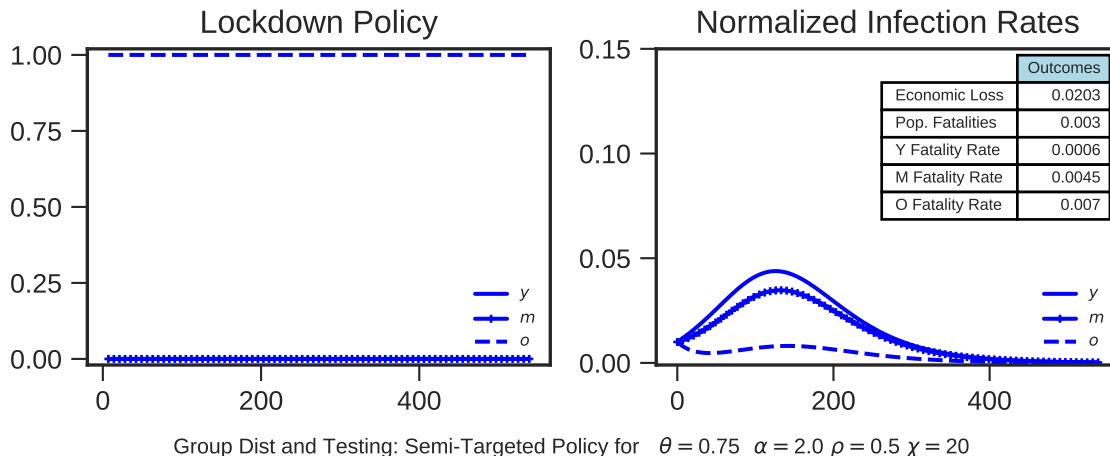 Lockdown Policy
1.00
0.75
0.50
0.25
0.00
0 200 400
y
m
o
Normalized Infection Rates
0.15
0.10
0.05
0.00
0 200 400
Outcomes
Economic Loss 0.0203
Pop. Fatalities 0.003
Y Fatality Rate 0.0006
M Fatality Rate 0.0045
O Fatality Rate 0.007
y
m
o
Group Dist and Testing: Semi-Targeted Policy for θ = 0.75 α = 2.0 ρ = 0.5 χ = 20